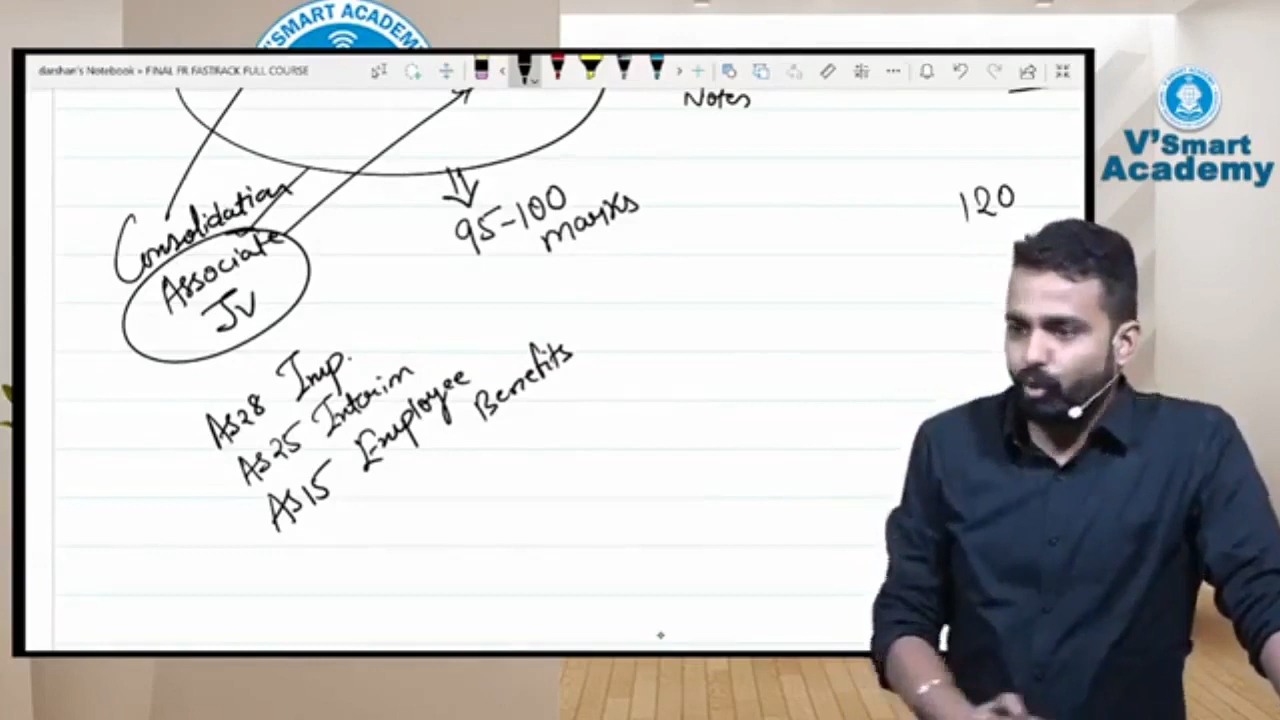 V'SMART ACADEMY
darshan's Notebook » FINAL FR FASTRACK FULL COURSE
Notes
V'Smart
Academy
120
95-100
marks
Consolidation
Associate
JV
AS28 Imp.
AS25 Interim
AS15 Employee
Benefits